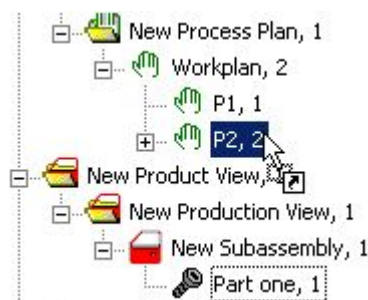 New Process Plan, 1
Workplan, 2
P1, 1
P2, 2
New Product View,
New Production View, 1
New Subassembly, 1
Part one, 1